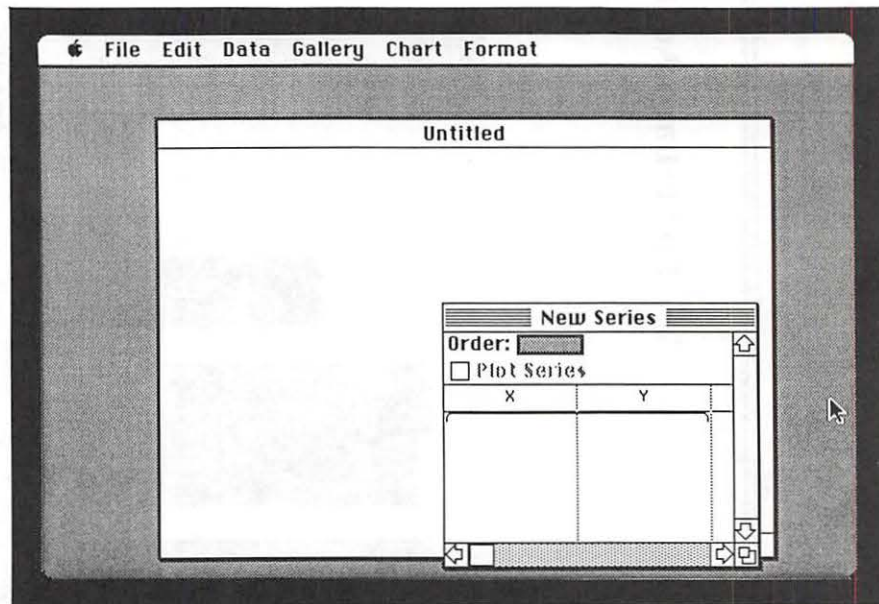 File Edit Data Gallery Chart Format
Untitled
New Series
Order:
Plot Series
X Y